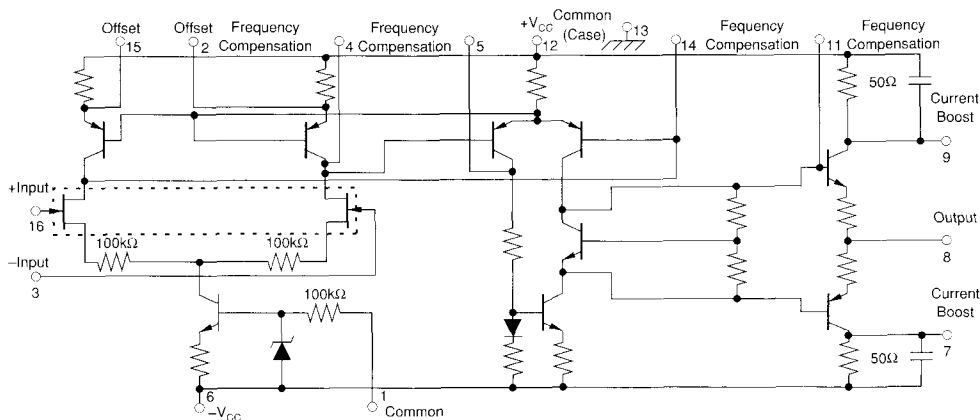 Offset
15
Offset
2
Frequency
Compensation
4
Frequency
Compensation
5
+VCC
12
Common
(Case)
13
14
Frequency
Compensation
11
Frequency
Compensation
50Ω
Current
Boost
9
+Input
16
100kΩ
100kΩ
Output
8
–Input
3
100kΩ
Current
Boost
7
50Ω
6
–VCC
1
Common